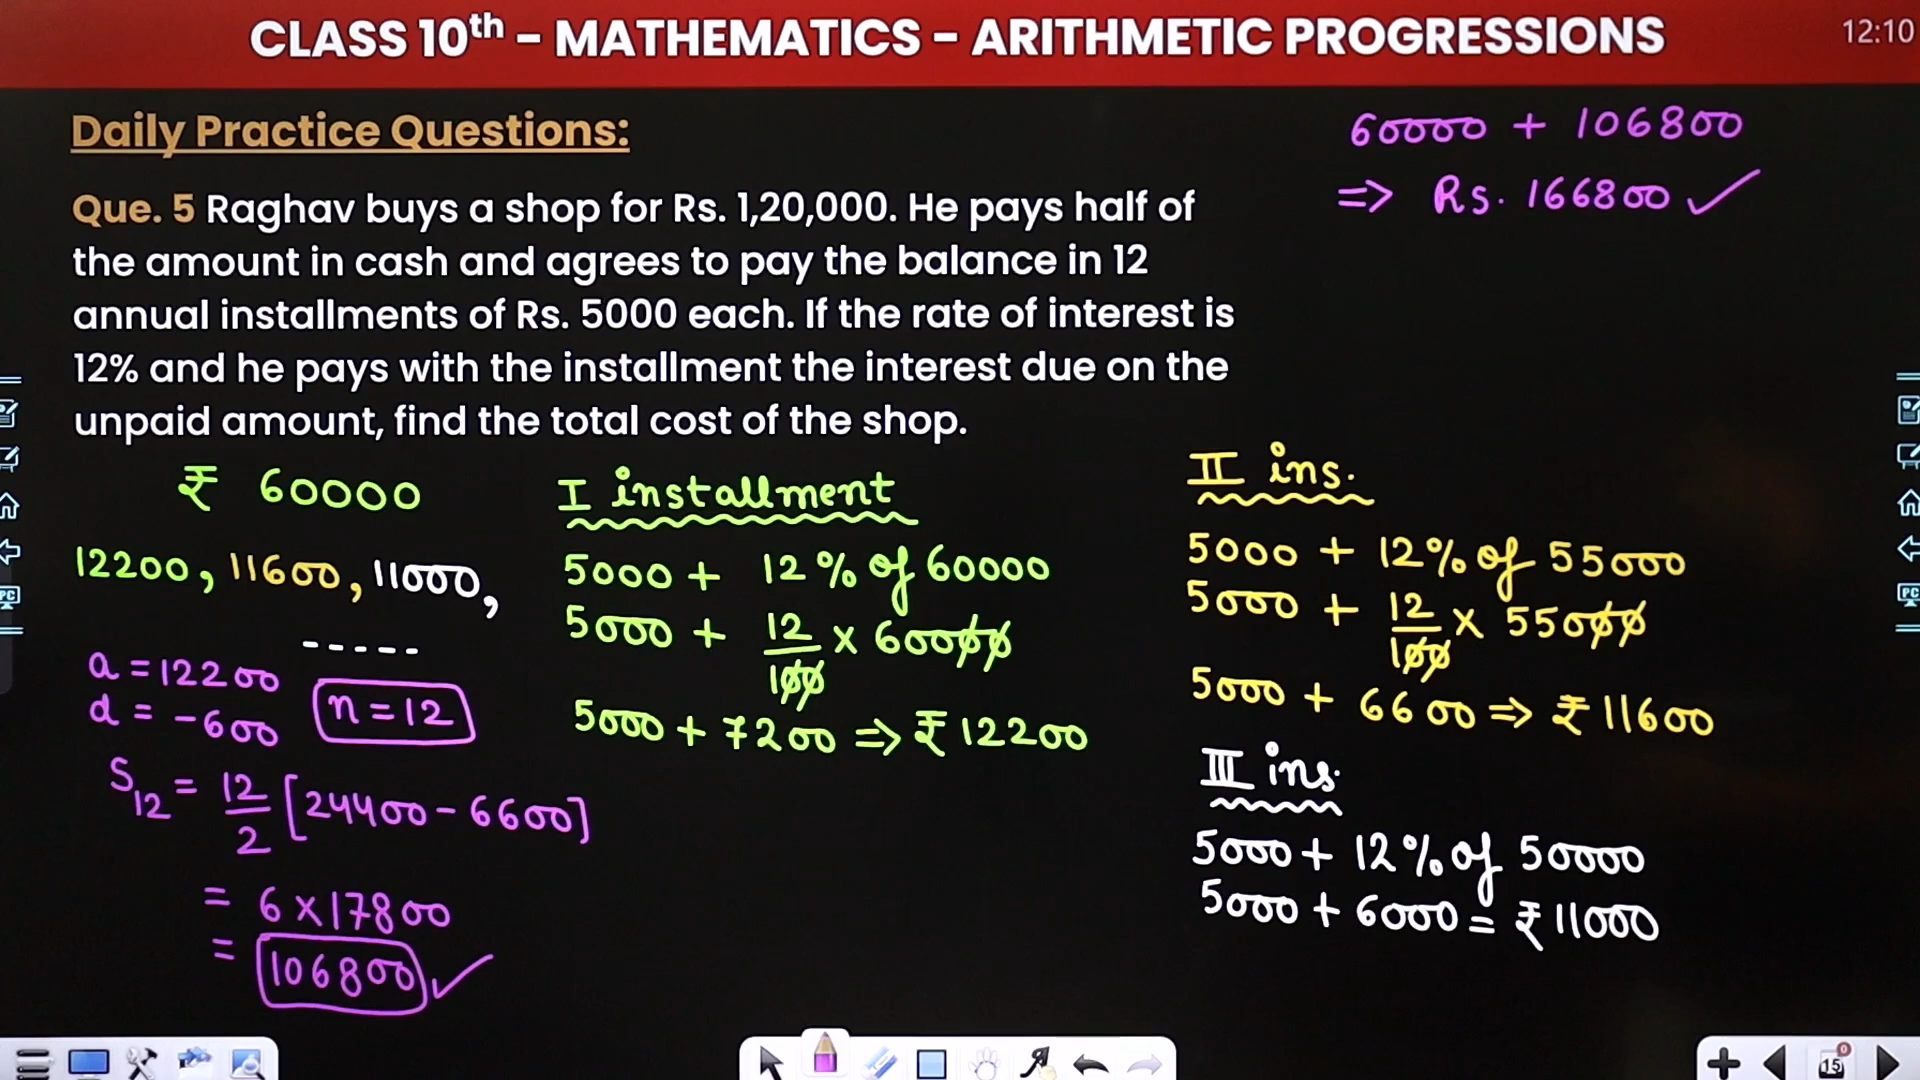 CLASS 10th - MATHEMATICS - ARITHMETIC PROGRESSIONS
12:10
Daily Practice Questions:
Que. 5 Raghav buys a shop for Rs. 1,20,000. He pays half of
the amount in cash and agrees to pay the balance in 12
annual installments of Rs. 5000 each. If the rate of interest is
12% and he pays with the installment the interest due on the
unpaid amount, find the total cost of the shop.
60000 + 106800
=> Rs. 166800 ✓
₹ 60000
12200, 11600, 11000,
-----
a = 12200
d = -600
n = 12
S12 = 12/2 [24400 - 6600]
= 6 x 17800
= 106800 ✓
I installment
5000 + 12% of 60000
5000 + 12/100 x 60000
5000 + 7200 => ₹ 12200
II ins.
5000 + 12% of 55000
5000 + 12/100 x 55000
5000 + 6600 => ₹ 11600
III ins.
5000 + 12% of 50000
5000 + 6000 = ₹ 11000
PC
PC
15
0